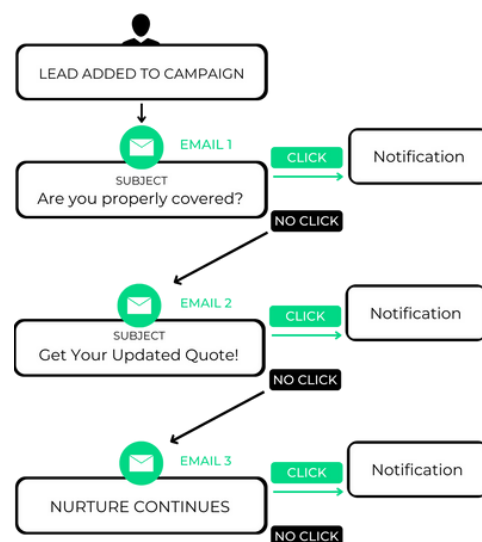 LEAD ADDED TO CAMPAIGN
EMAIL 1
CLICK
Notification
SUBJECT
Are you properly covered?
NO CLICK
EMAIL 2
CLICK
Notification
SUBJECT
Get Your Updated Quote!
NO CLICK
EMAIL 3
CLICK
Notification
NURTURE CONTINUES
NO CLICK